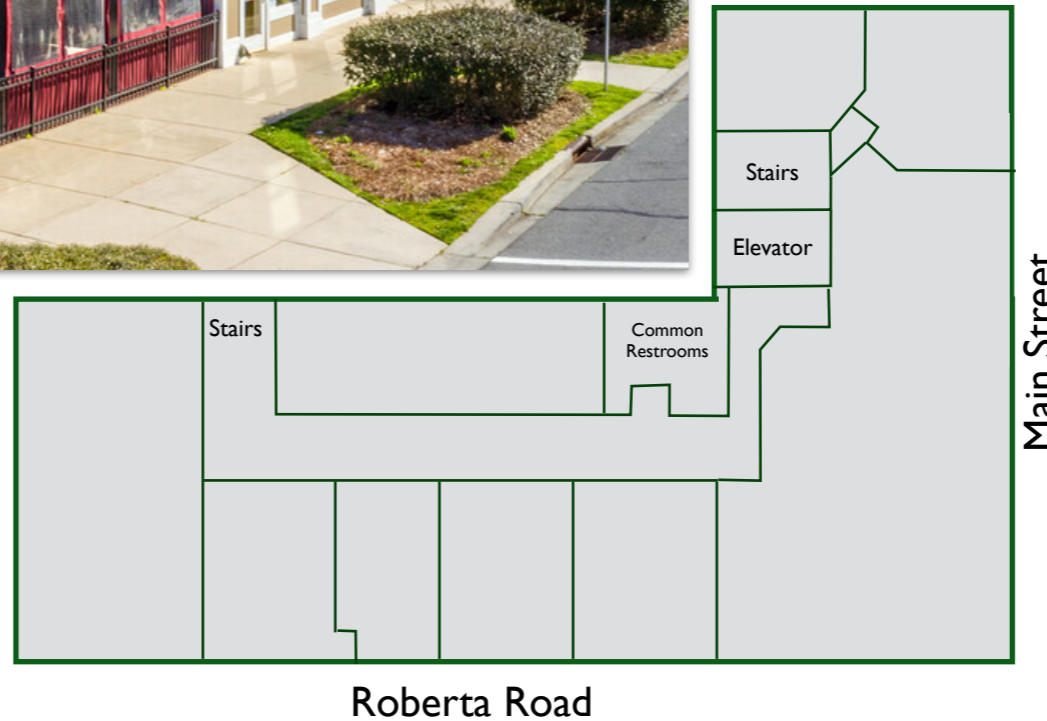 Stairs
Elevator
Main Street
Stairs
Common
Restrooms
Roberta Road